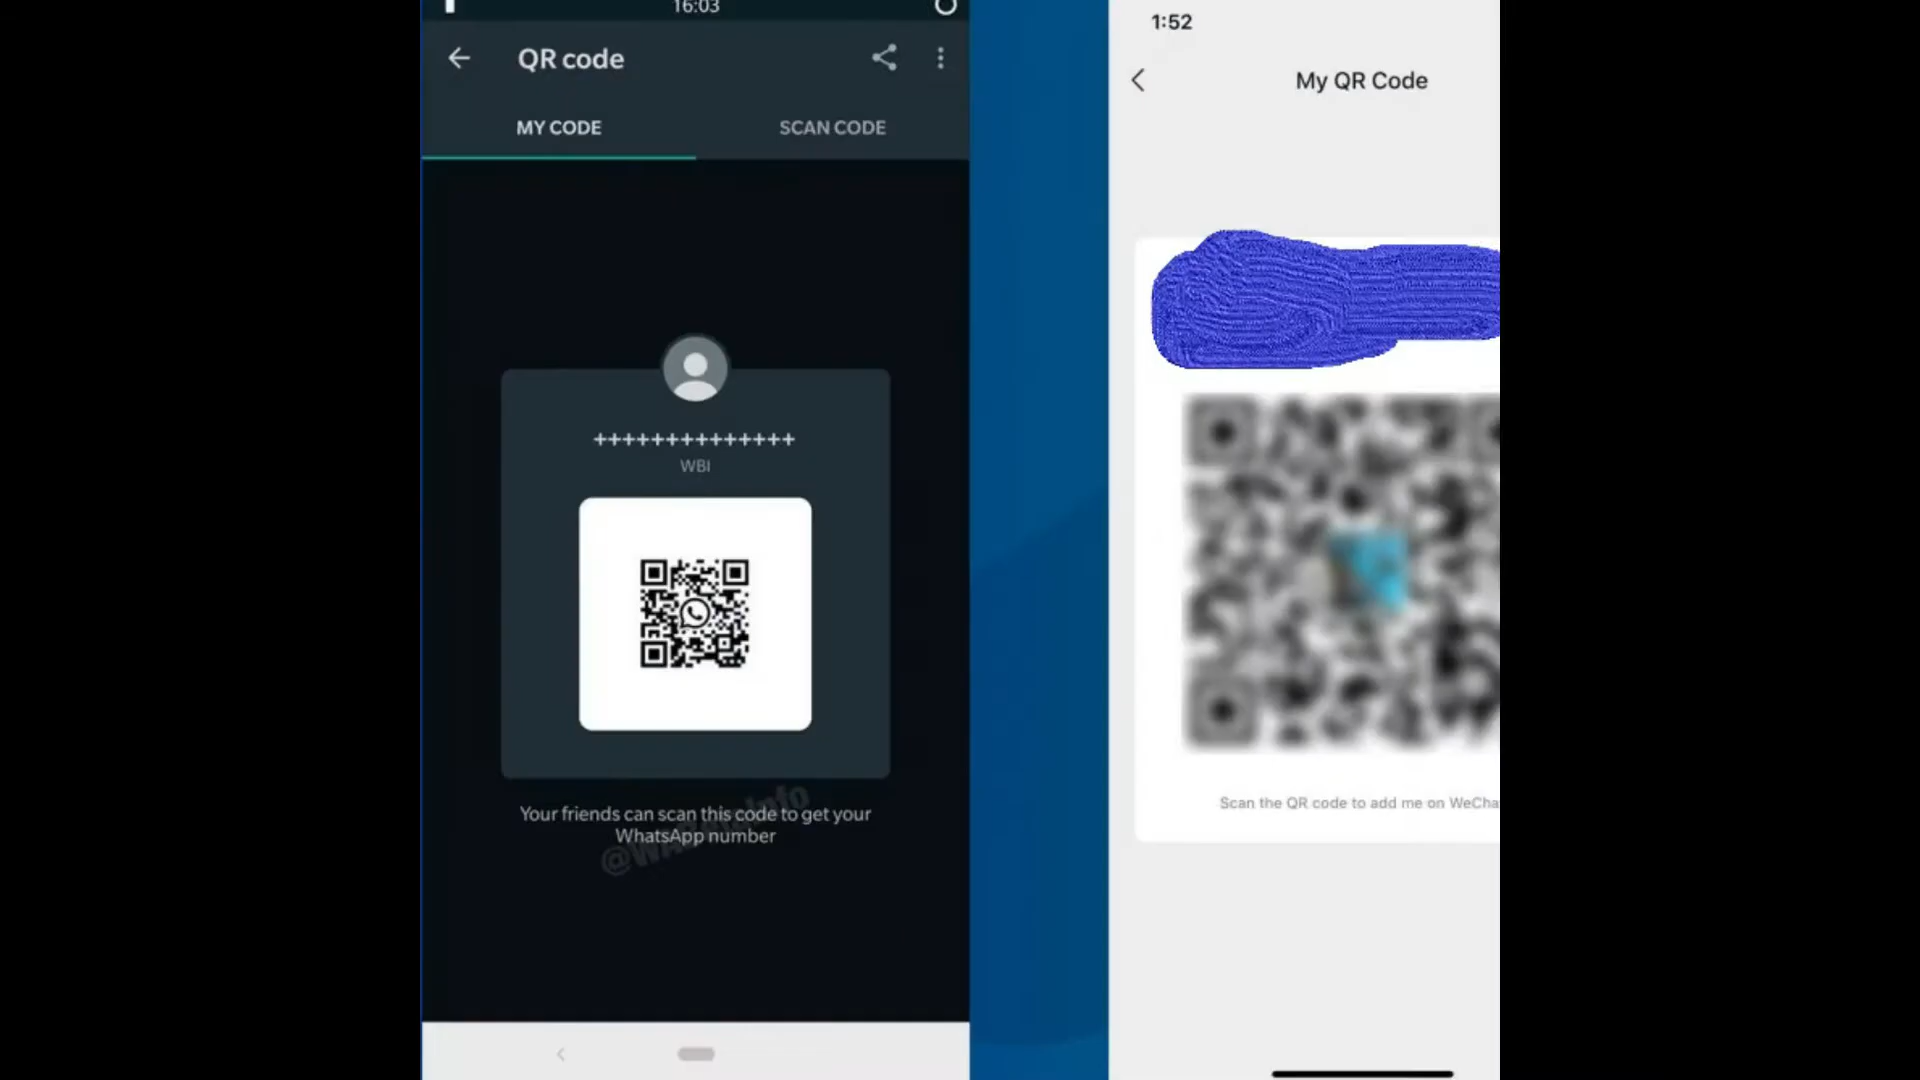 16:03
QR code
MY CODE
SCAN CODE
++++++++++++++
WBI
Your friends can scan this code to get your
WhatsApp number
1:52
My QR Code
Scan the QR code to add me on WeCha